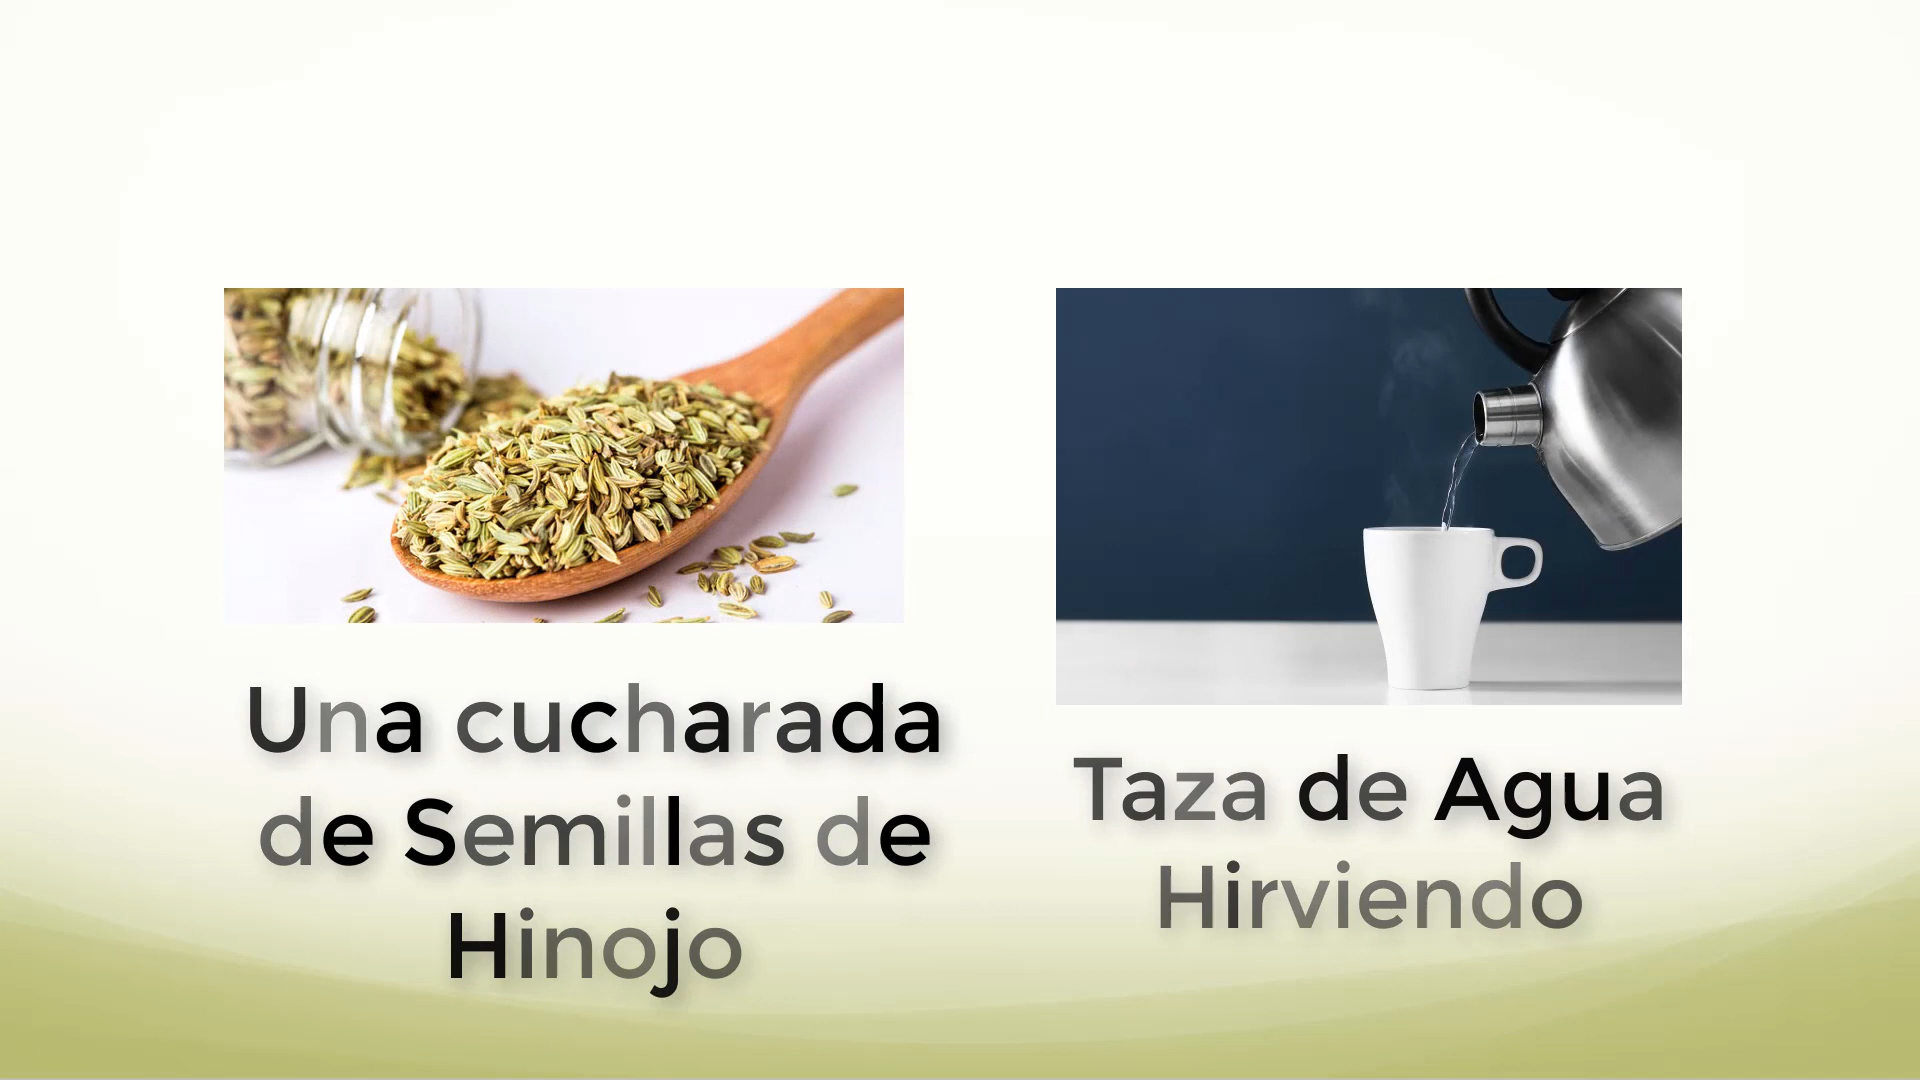 Una cucharada
de Semillas de
Hinojo
Taza de Agua
Hirviendo